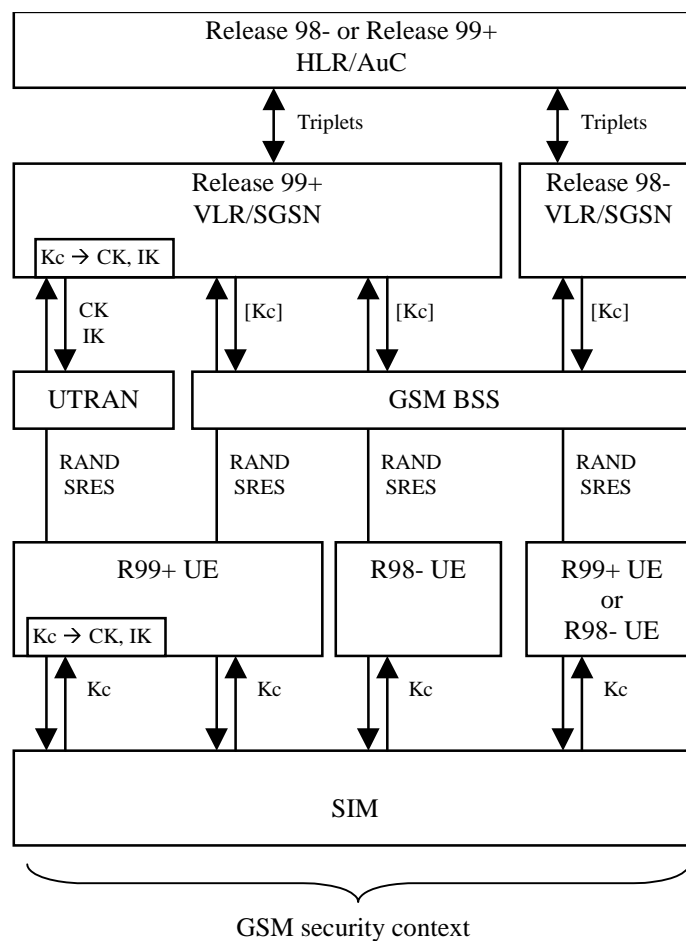 Release 98- or Release 99+
HLR/AuC
Triplets
Triplets
Release 99+
VLR/SGSN
Release 98-
VLR/SGSN
Kc → CK, IK
CK
IK
[Kc]
[Kc]
[Kc]
UTRAN
GSM BSS
RAND
SRES
RAND
SRES
RAND
SRES
RAND
SRES
R99+ UE
R98- UE
R99+ UE
or
R98- UE
Kc → CK, IK
Kc
Kc
Kc
Kc
SIM
GSM security context